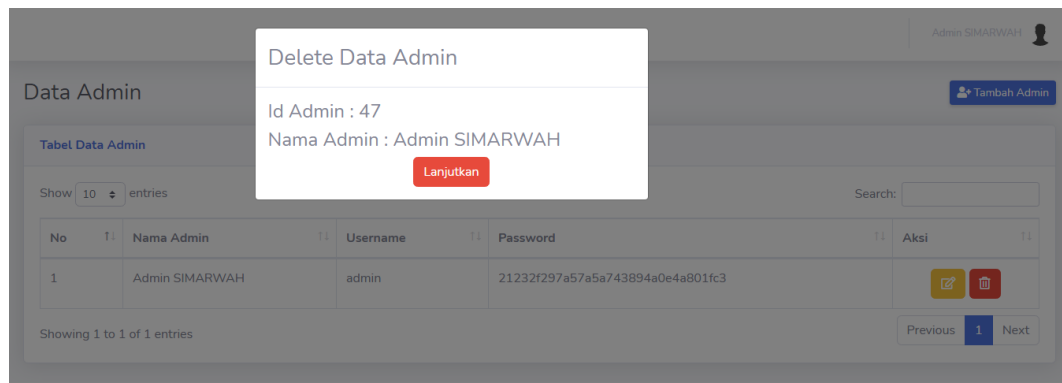 Admin SIMARWAH
Delete Data Admin
Data Admin
Tambah Admin
Id Admin : 47
Nama Admin : Admin SIMARWAH
Lanjutkan
Tabel Data Admin
Show 10 entries
Search:
No Nama Admin Username Password Aksi
1 Admin SIMARWAH admin 21232f297a57a5a743894a0e4a801fc3
Showing 1 to 1 of 1 entries
Previous 1 Next